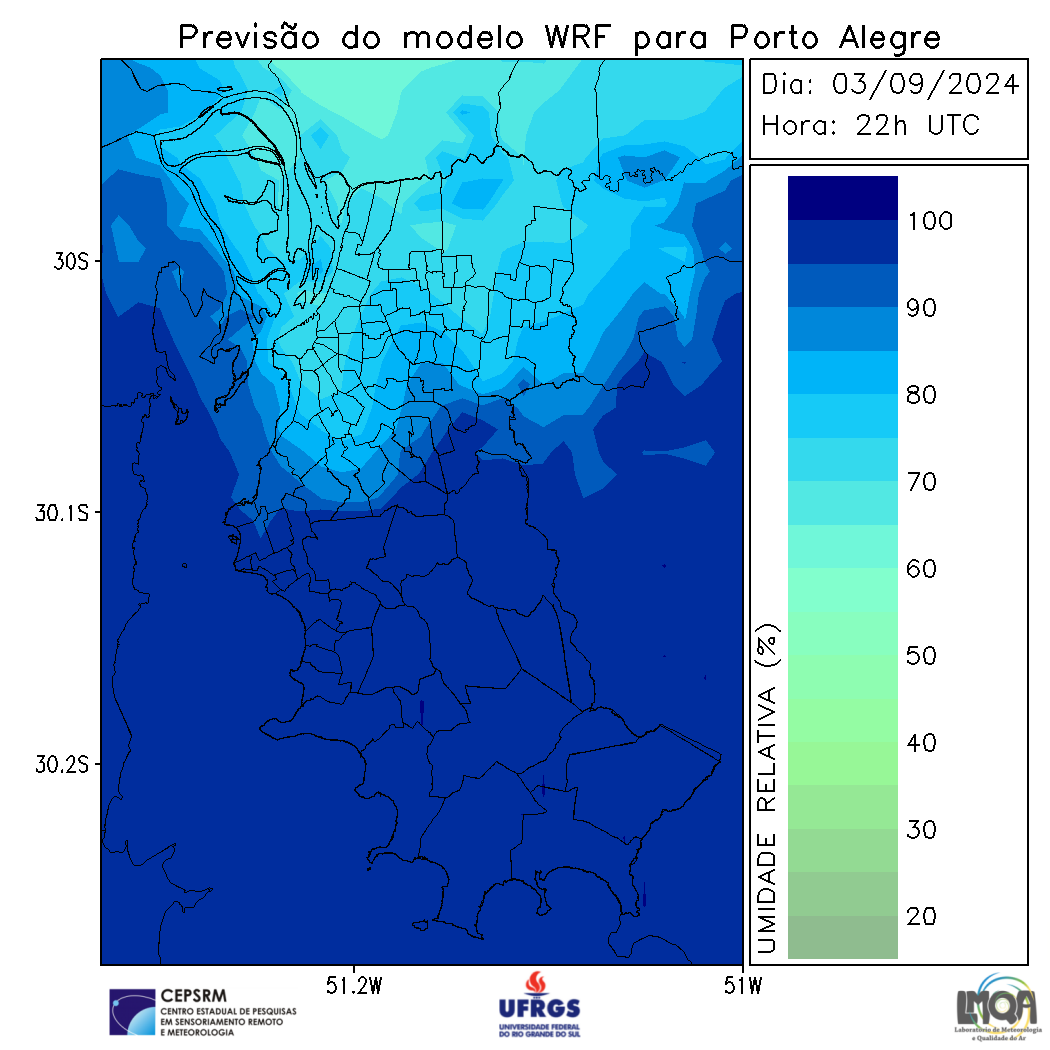 Previsão do modelo WRF para Porto Alegre
Dia: 03/09/2024
Hora: 22h UTC
30S
30.1S
30.2S
51.2W
51W
UMIDADE RELATIVA (%)
100
90
80
70
60
50
40
30
20
CEPSRM
CENTRO ESTADUAL DE PESQUISAS
EM SENSORIAMENTO REMOTO
E METEOROLOGIA
UFRGS
UNIVERSIDADE FEDERAL
DO RIO GRANDE DO SUL
LMQA
Laboratório de Meteorologia
e Qualidade do Ar